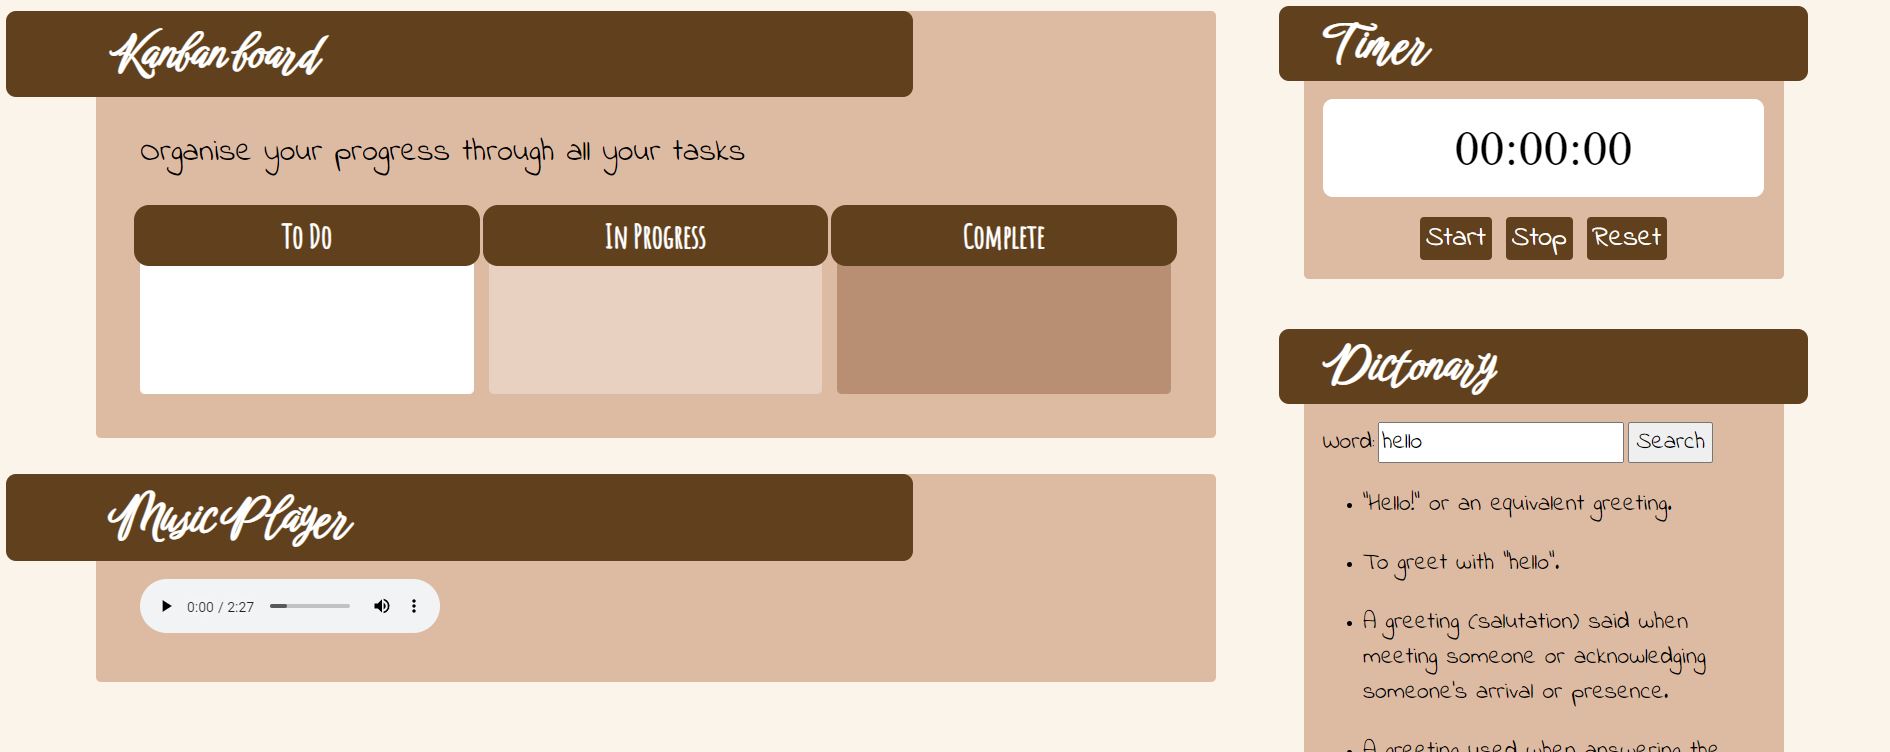 Kanban board
Organise your progress through all your tasks
To Do
In Progress
Complete
Music Player
0:00 / 2:27
Timer
00:00:00
Start Stop Reset
Dictonary
Word: hello Search
• "Hello!" or an equivalent greeting.
• To greet with "hello".
• A greeting (salutation) said when
meeting someone or acknowledging
someone's arrival or presence.
• A greeting used when answering the